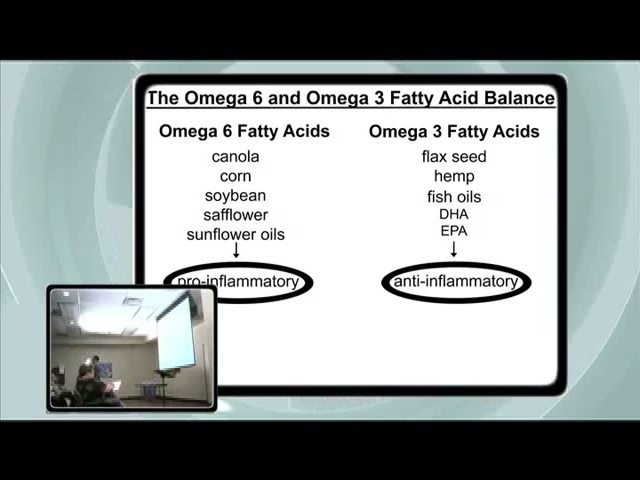 The Omega 6 and Omega 3 Fatty Acid Balance
Omega 6 Fatty Acids
canola
corn
soybean
safflower
sunflower oils
pro-inflammatory
Omega 3 Fatty Acids
flax seed
hemp
fish oils
DHA
EPA
anti-inflammatory